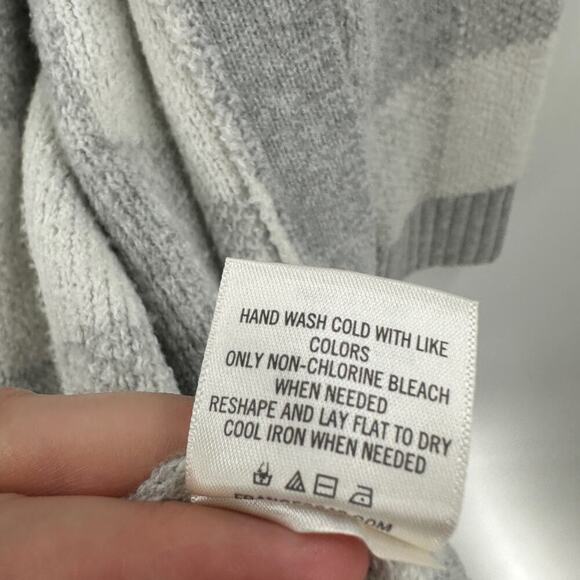 HAND WASH COLD WITH LIKE
COLORS
ONLY NON-CHLORINE BLEACH
WHEN NEEDED
RESHAPE AND LAY FLAT TO DRY
COOL IRON WHEN NEEDED